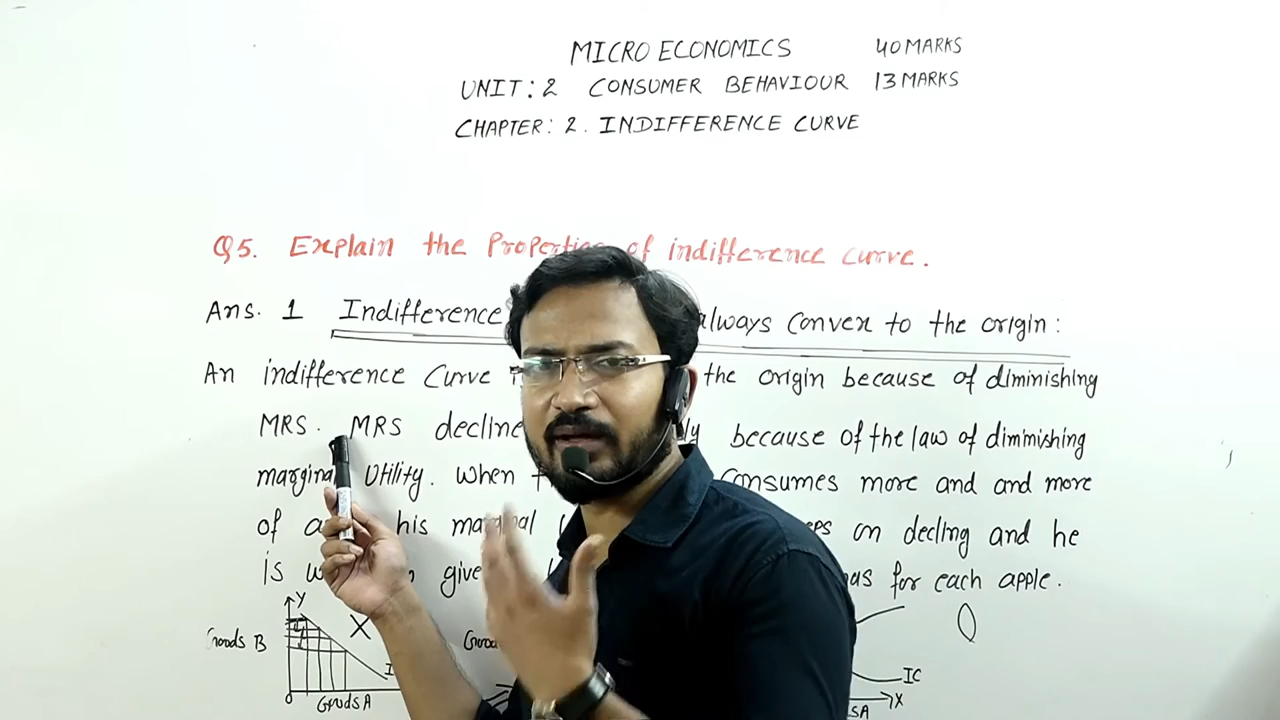 MICRO ECONOMICS 40 MARKS
UNIT: 2 CONSUMER BEHAVIOUR 13 MARKS
CHAPTER: 2. INDIFFERENCE CURVE
Q5. Explain the Properties of indifference curve.
Ans. 1 Indifference always convex to the origin:
An indifference Curve the origin because of diminishing
MRS. MRS because of the law of diminishing
marginal Utility. When consumes more and and more
of his on decling and he
is for each apple.
Y
Goods B X
O
Goods A
IC
X